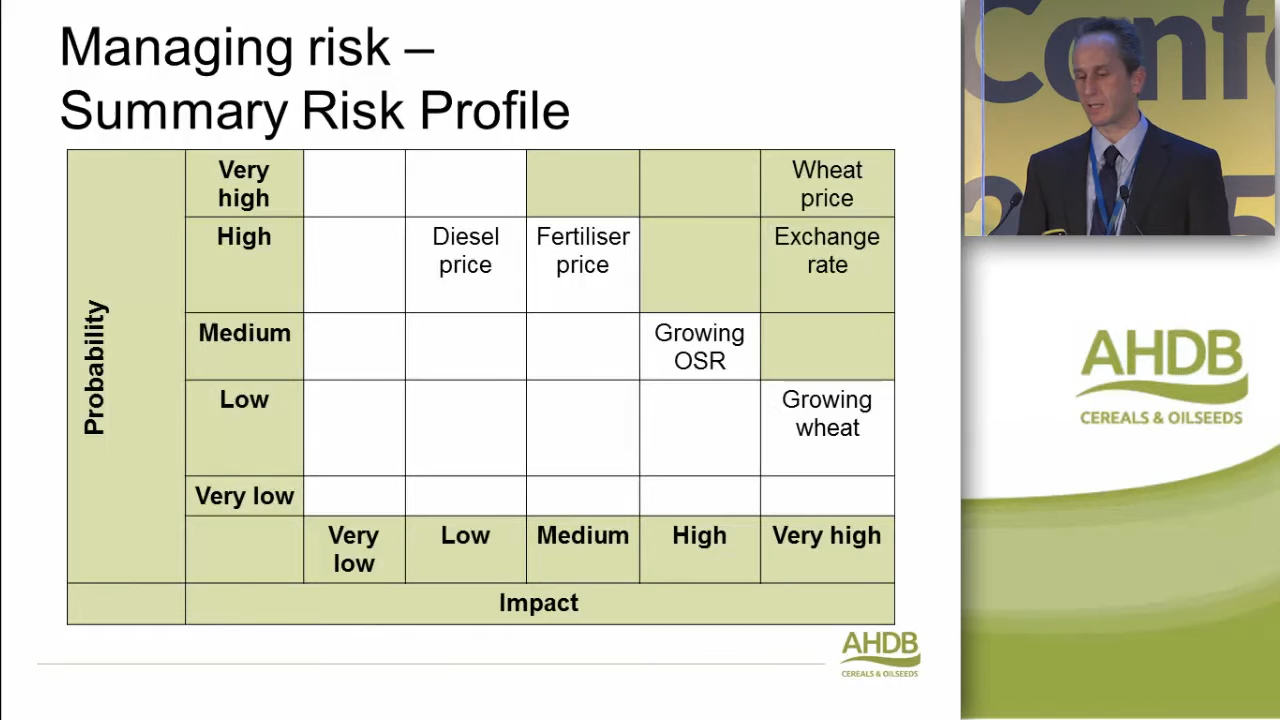 Managing risk –
Summary Risk Profile
Probability
Very
high
Wheat
price
High
Diesel
price
Fertiliser
price
Exchange
rate
Medium
Growing
OSR
Low
Growing
wheat
Very low
Very
low
Low
Medium
High
Very high
Impact
AHDB
CEREALS & OILSEEDS
Conf
AHDB
CEREALS & OILSEEDS